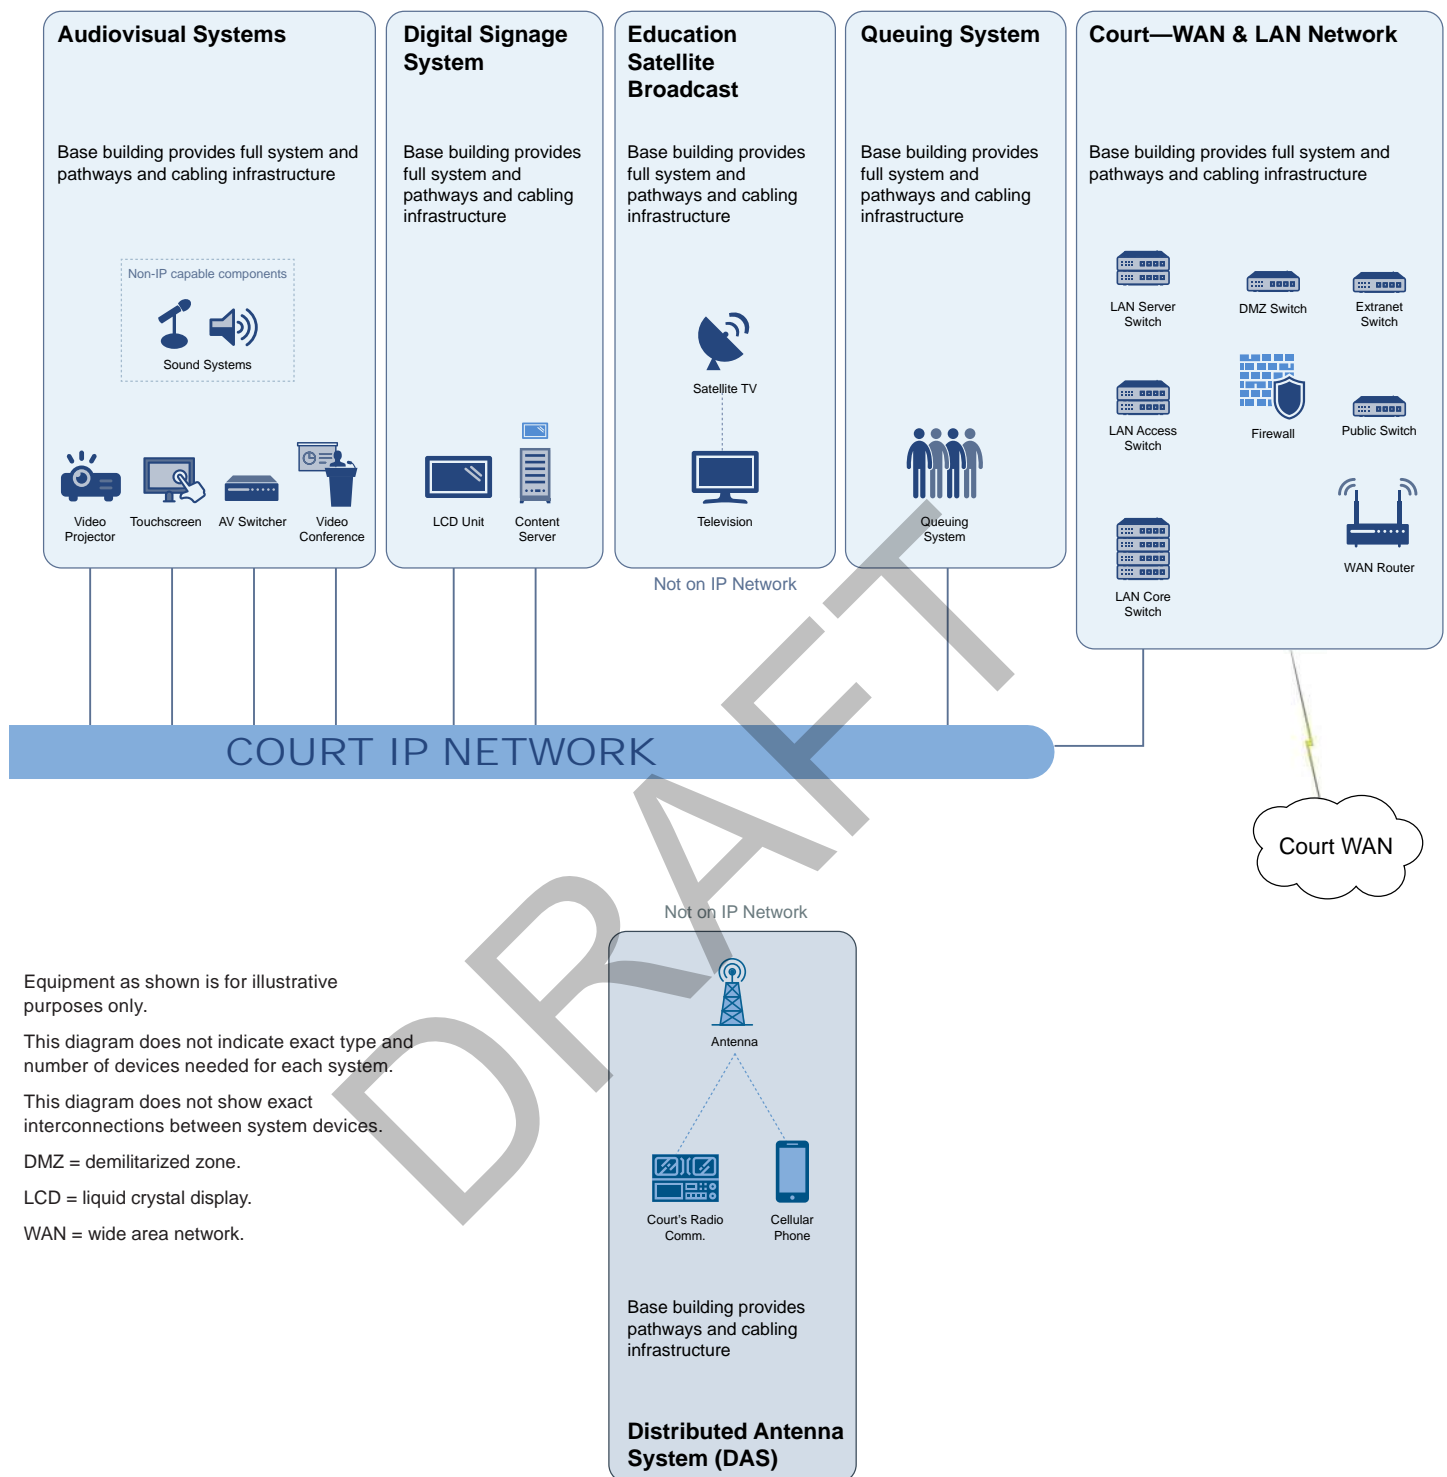 Audiovisual Systems
Base building provides full system and
pathways and cabling infrastructure
Non-IP capable components
Sound Systems
Video
Projector
Touchscreen
AV Switcher
Video
Conference
Digital Signage
System
Base building provides
full system and
pathways and cabling
infrastructure
LCD Unit
Content
Server
Education
Satellite
Broadcast
Base building provides
full system and
pathways and cabling
infrastructure
Satellite TV
Television
Not on IP Network
Queuing System
Base building provides
full system and
pathways and cabling
infrastructure
Queuing
System
Court—WAN & LAN Network
Base building provides full system and
pathways and cabling infrastructure
LAN Server
Switch
DMZ Switch
Extranet
Switch
LAN Access
Switch
Firewall
Public Switch
LAN Core
Switch
WAN Router
COURT IP NETWORK
Court WAN
DRAFT
Equipment as shown is for illustrative
purposes only.
This diagram does not indicate exact type and
number of devices needed for each system.
This diagram does not show exact
interconnections between system devices.
DMZ = demilitarized zone.
LCD = liquid crystal display.
WAN = wide area network.
Not on IP Network
Antenna
Court's Radio
Comm.
Cellular
Phone
Base building provides
pathways and cabling
infrastructure
Distributed Antenna
System (DAS)